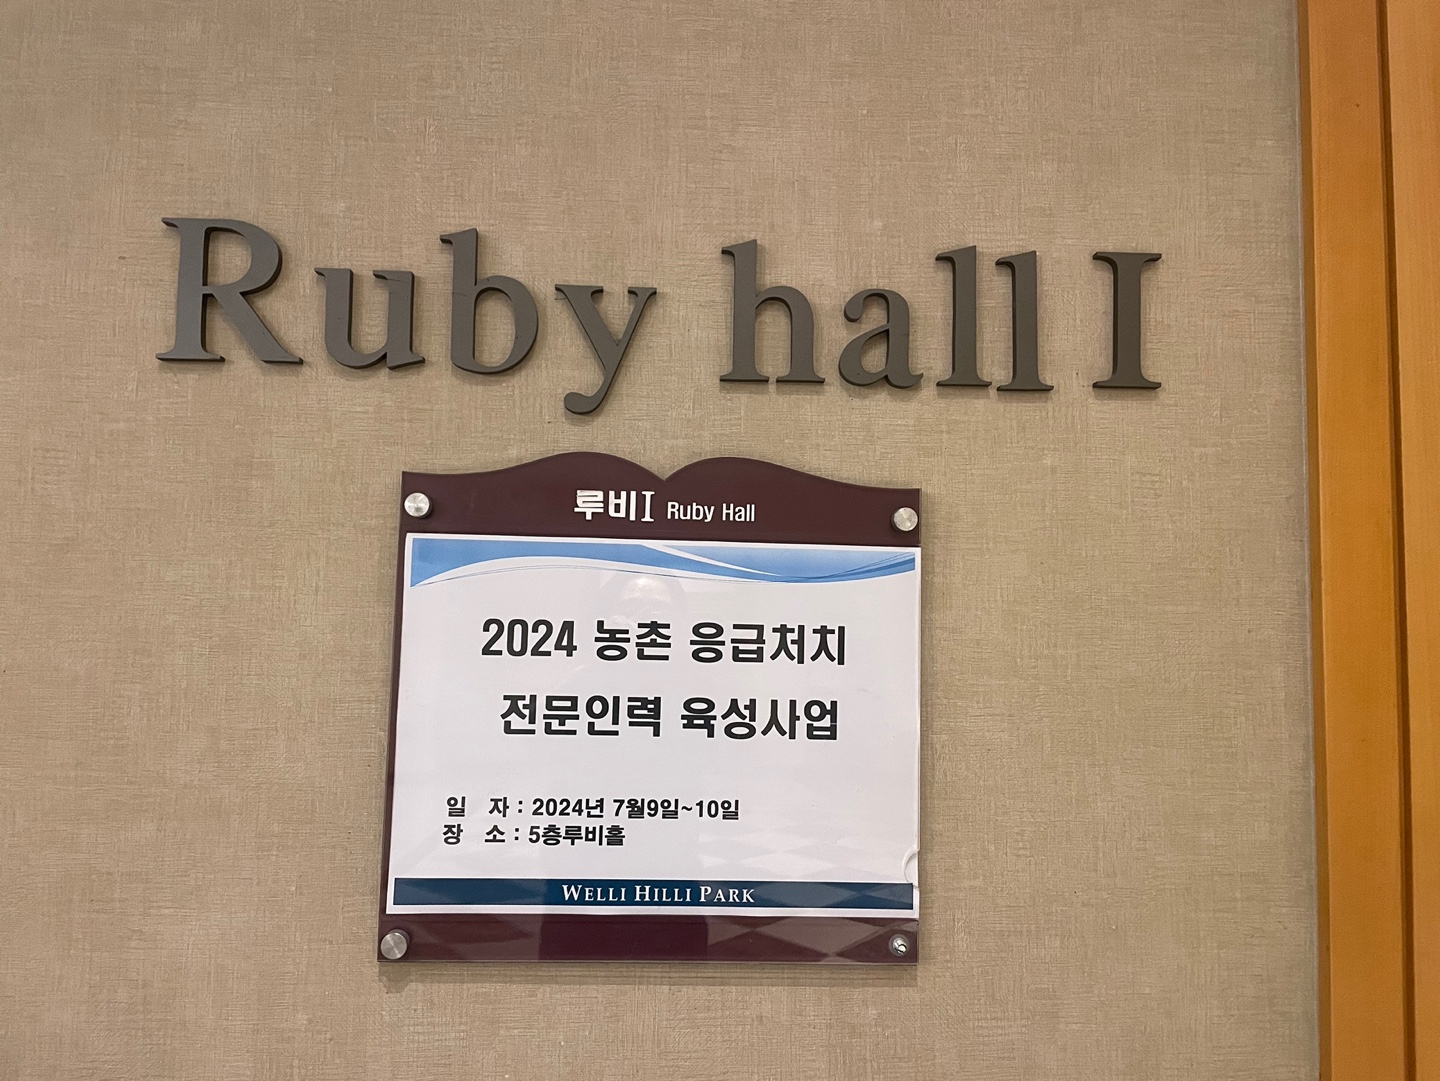 Ruby hall I
루비I Ruby Hall
2024 농촌 응급처치
전문인력 육성사업
일 자 : 2024년 7월9일~10일
장 소 : 5층루비홀
WELLI HILLI PARK